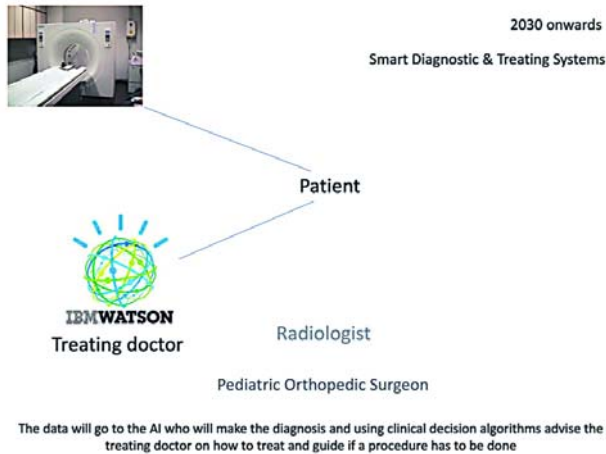 2030 onwards
Smart Diagnostic & Treating Systems
Patient
IBMWATSON
Treating doctor
Radiologist
Pediatric Orthopedic Surgeon
The data will go to the AI who will make the diagnosis and using clinical decision algorithms advise the
treating doctor on how to treat and guide if a procedure has to be done